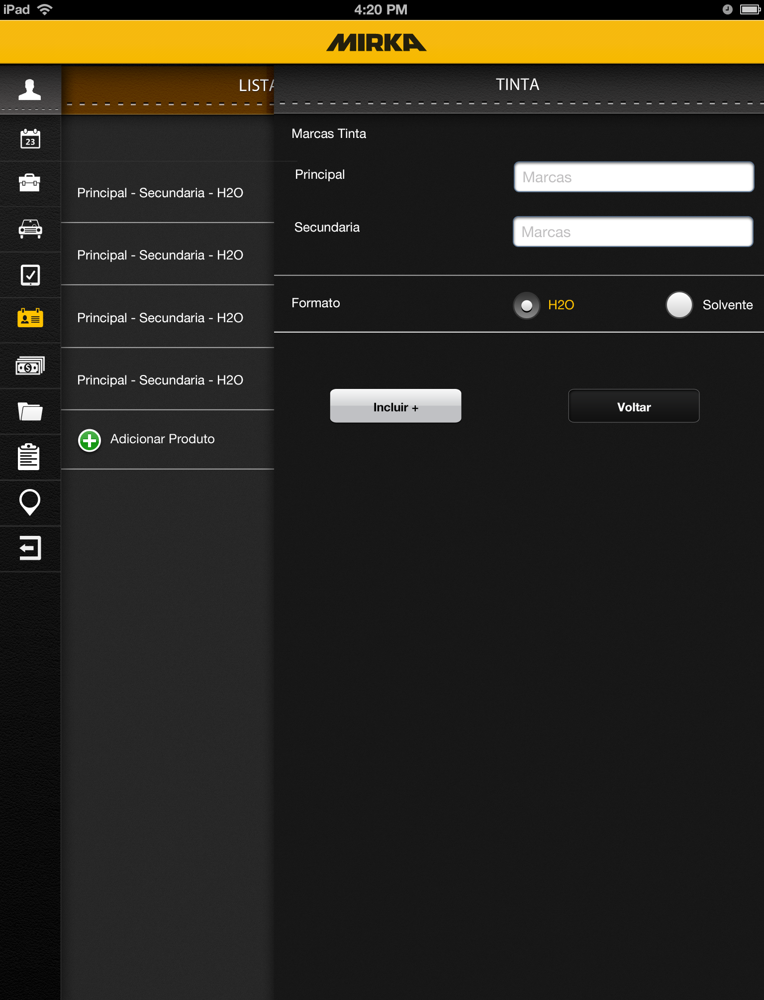 iPad 4:20 PM
MIRKA
LISTA
TINTA
23
Marcas Tinta
Principal Marcas
Secundaria Marcas
Formato H2O Solvente
Incluir + Voltar
Principal - Secundaria - H2O
Principal - Secundaria - H2O
Principal - Secundaria - H2O
Principal - Secundaria - H2O
Adicionar Produto